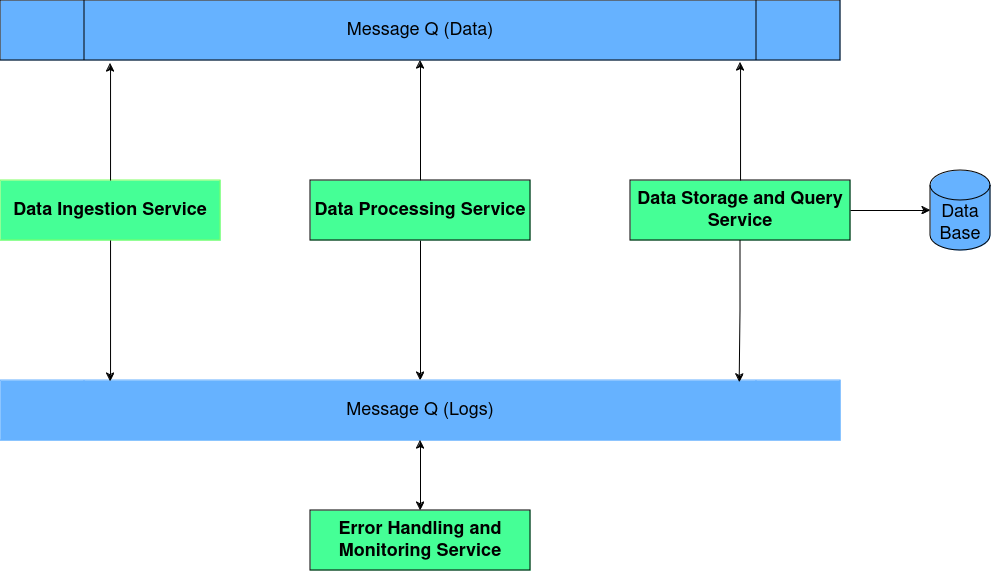 Message Q (Data)
Data Ingestion Service
Data Processing Service
Data Storage and Query
Service
Data
Base
Message Q (Logs)
Error Handling and
Monitoring Service